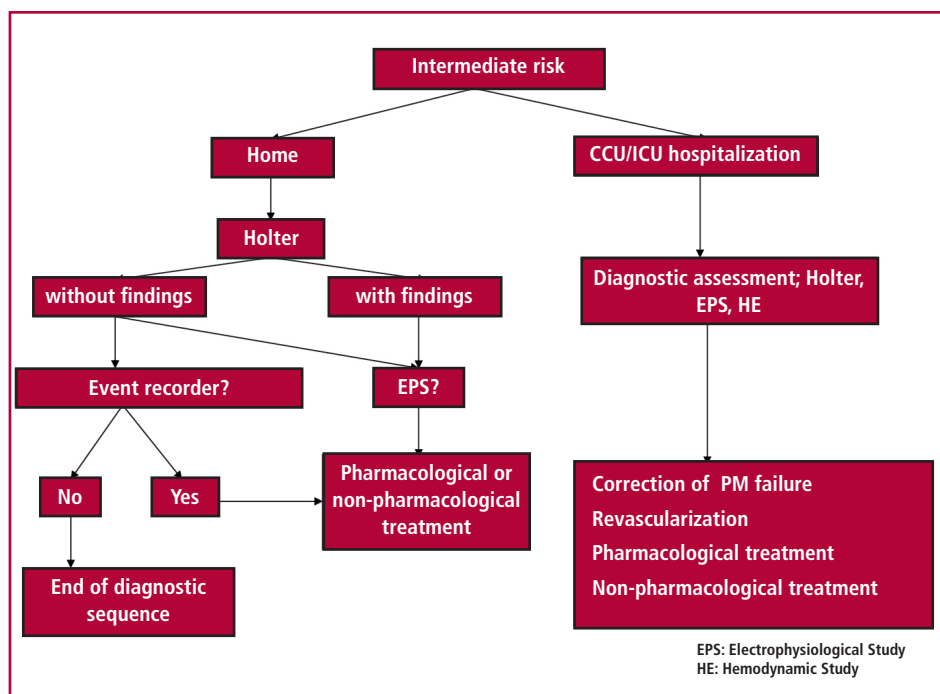 Intermediate risk
Home
CCU/ICU hospitalization
Holter
without findings
with findings
Diagnostic assessment; Holter,
EPS, HE
Event recorder?
EPS?
No
Yes
Pharmacological or
non-pharmacological
treatment
Correction of PM failure
Revascularization
Pharmacological treatment
Non-pharmacological treatment
End of diagnostic
sequence
EPS: Electrophysiological Study
HE: Hemodynamic Study